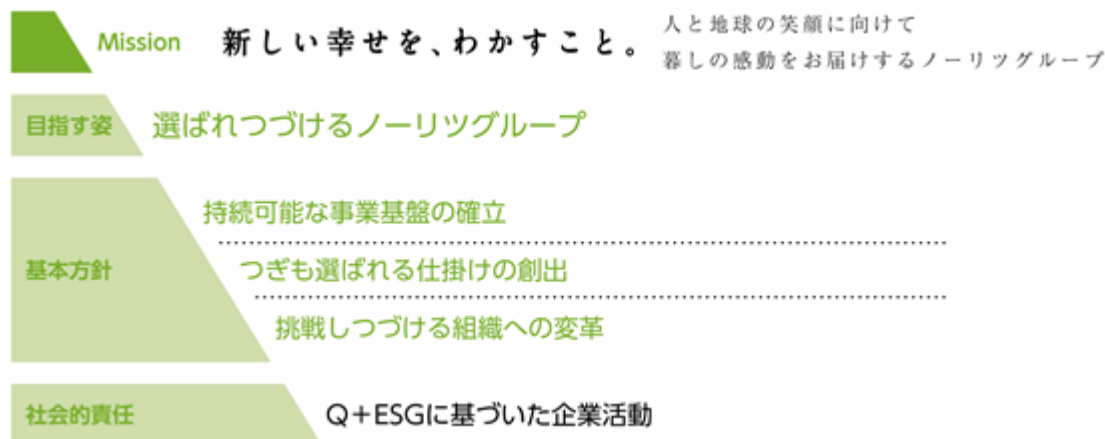 Mission
新しい幸せを、わかすこと。
人と地球の笑顔に向けて
暮しの感動をお届けするノーリツグループ
目指す姿
選ばれつづけるノーリツグループ
基本方針
持続可能な事業基盤の確立
つぎも選ばれる仕掛けの創出
挑戦しつづける組織への変革
社会的責任
Q+ESGに基づいた企業活動